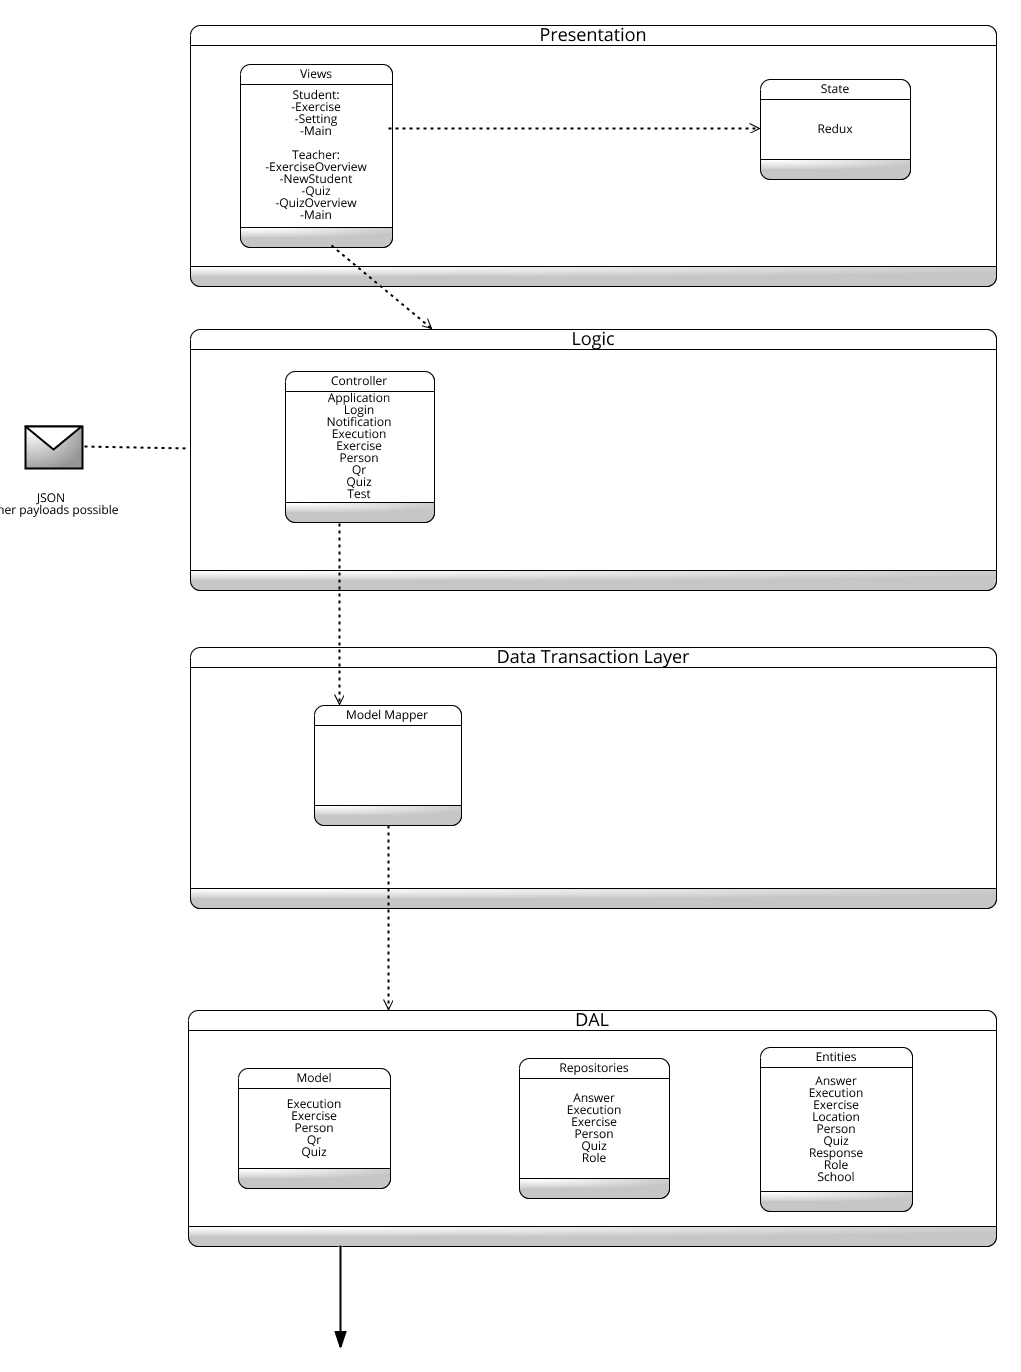 Presentation
Views
Student:
-Exercise
-Setting
-Main
Teacher:
-ExerciseOverview
-NewStudent
-Quiz
-QuizOverview
-Main
State
Redux
Logic
Controller
Application
Login
Notification
Execution
Exercise
Person
Qr
Quiz
Test
JSON
payloads possible
Data Transaction Layer
Model Mapper
DAL
Model
Execution
Exercise
Person
Qr
Quiz
Repositories
Answer
Execution
Exercise
Person
Quiz
Role
Entities
Answer
Execution
Exercise
Location
Person
Quiz
Response
Role
School